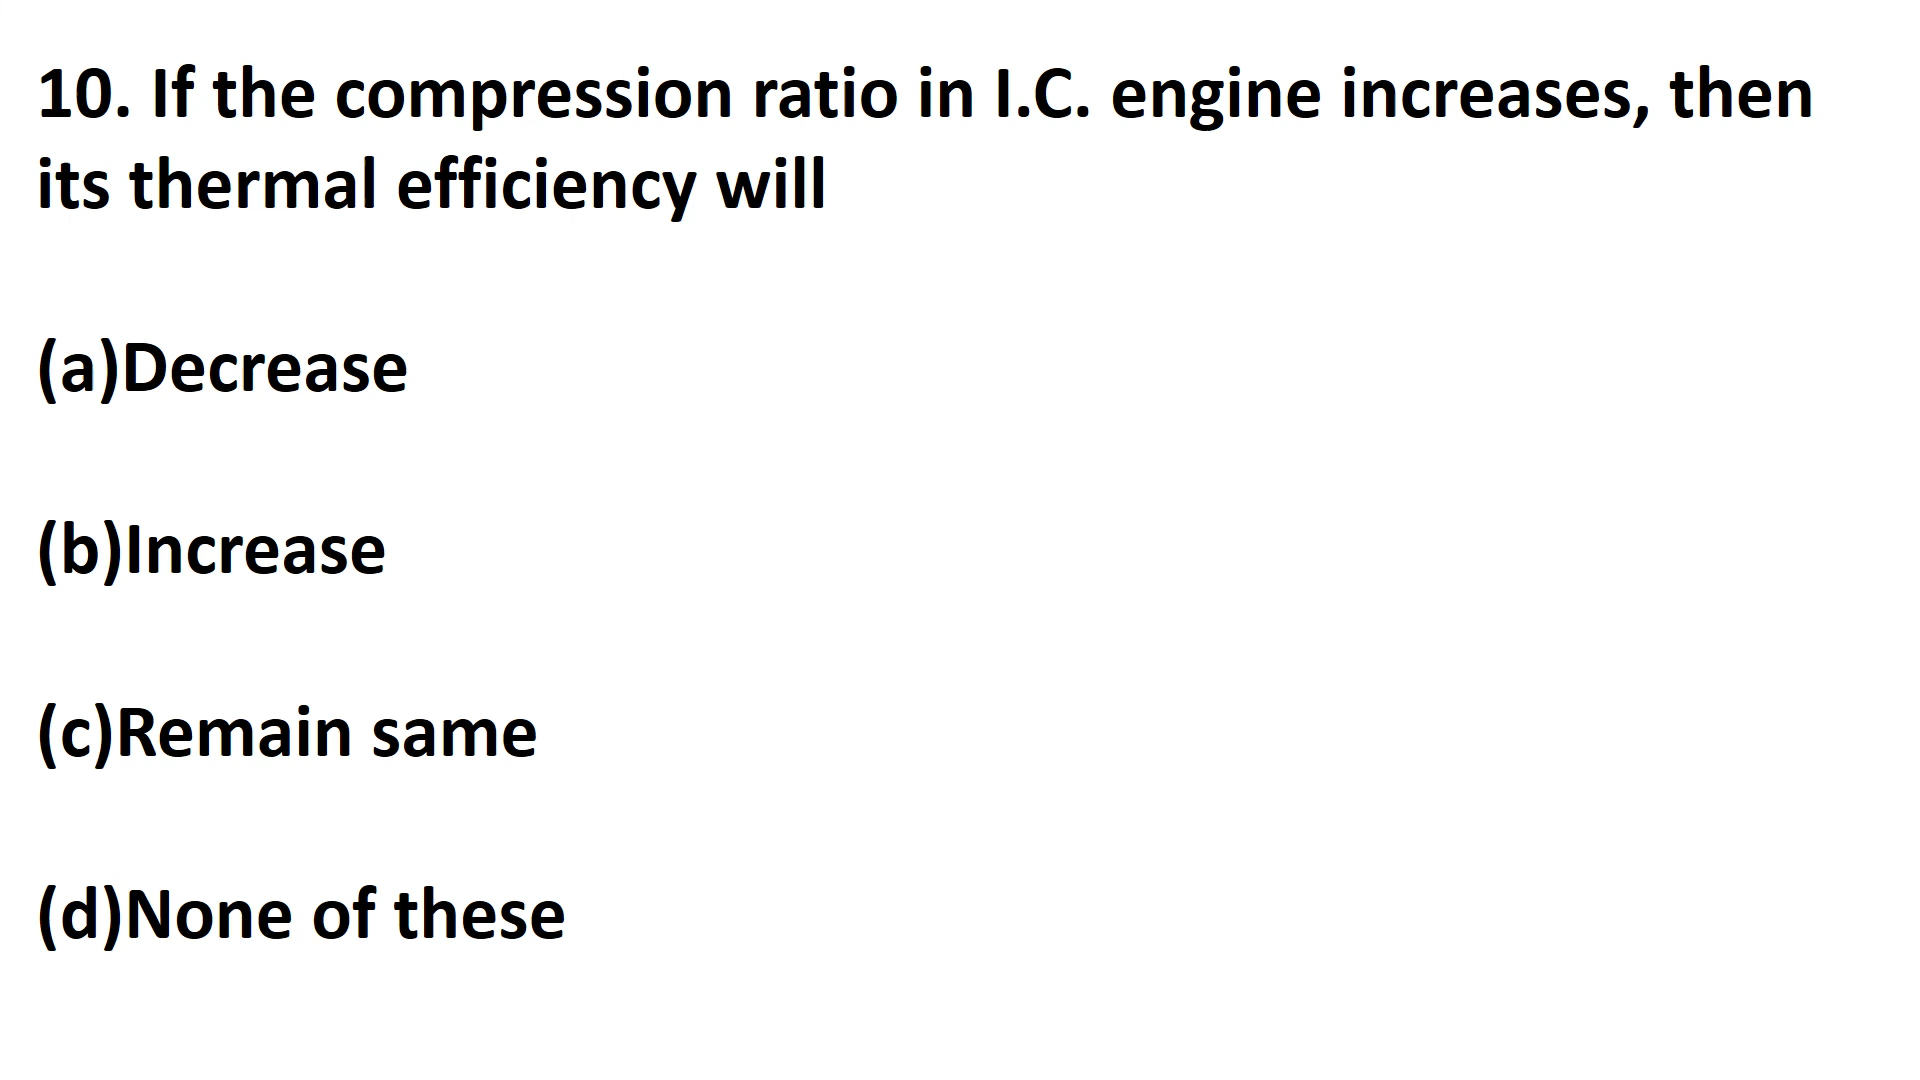 10. If the compression ratio in I.C. engine increases, then
its thermal efficiency will
(a)Decrease
(b)Increase
(c)Remain same
(d)None of these